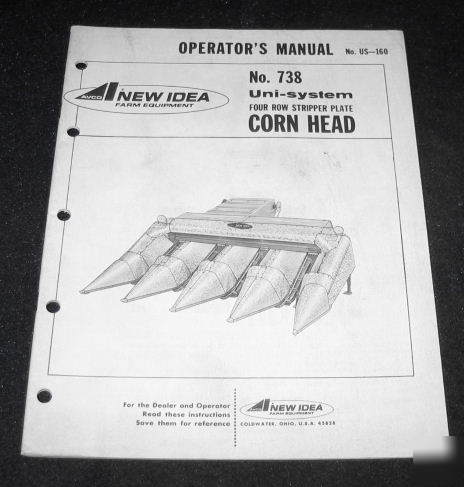 OPERATOR'S MANUAL No. US—160
AVCO NEW IDEA
FARM EQUIPMENT
No. 738
Uni-system
FOUR ROW STRIPPER PLATE
CORN HEAD
For the Dealer and Operator
Read these instructions
Save them for reference
AVCO NEW IDEA
FARM EQUIPMENT
COLDWATER, OHIO, U.S.A. 45828